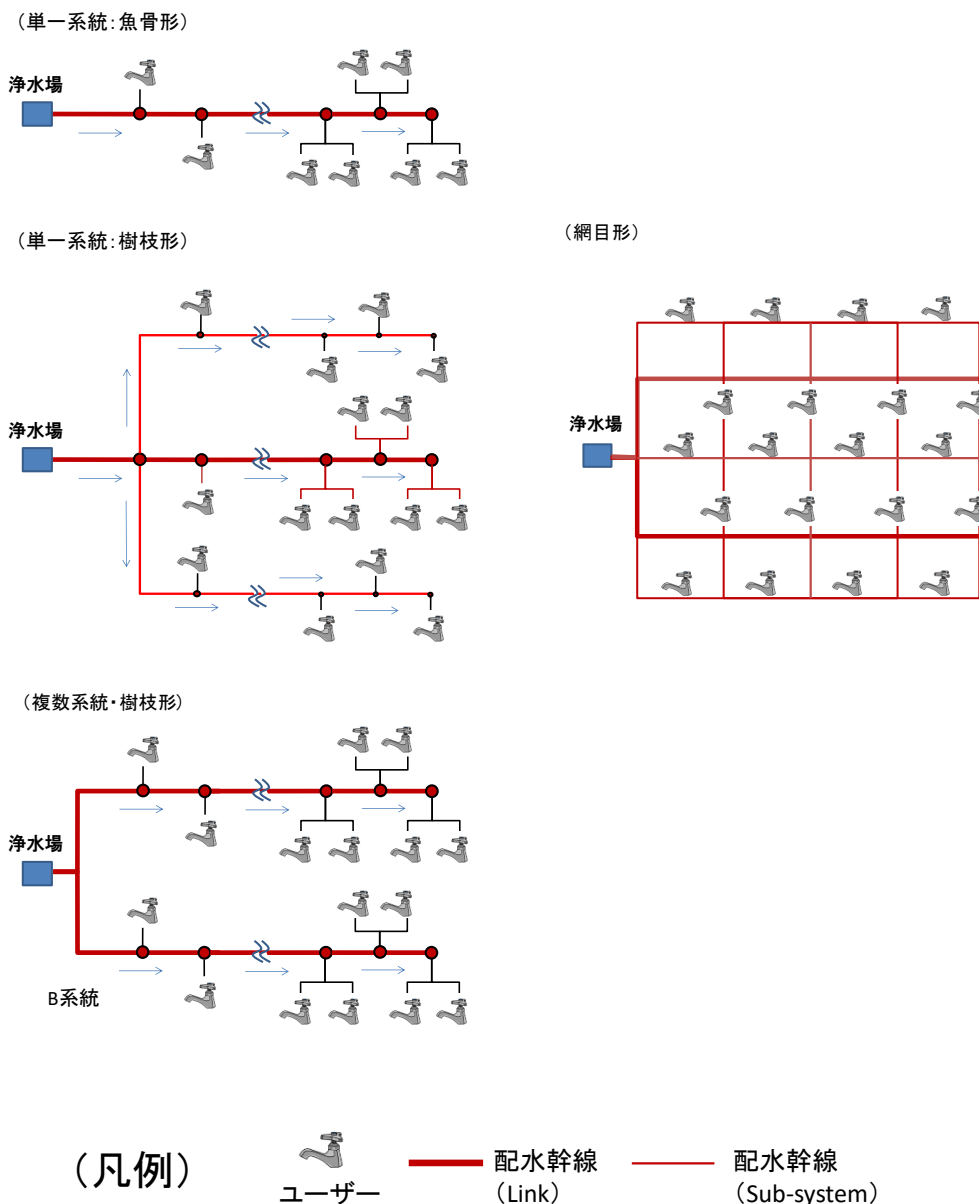 （単一系統：魚骨形）
浄水場
（単一系統：樹枝形）
（網目形）
浄水場
浄水場
（複数系統・樹枝形）
浄水場
B系統
（凡例）
ユーザー
配水幹線
（Link）
配水幹線
（Sub-system）